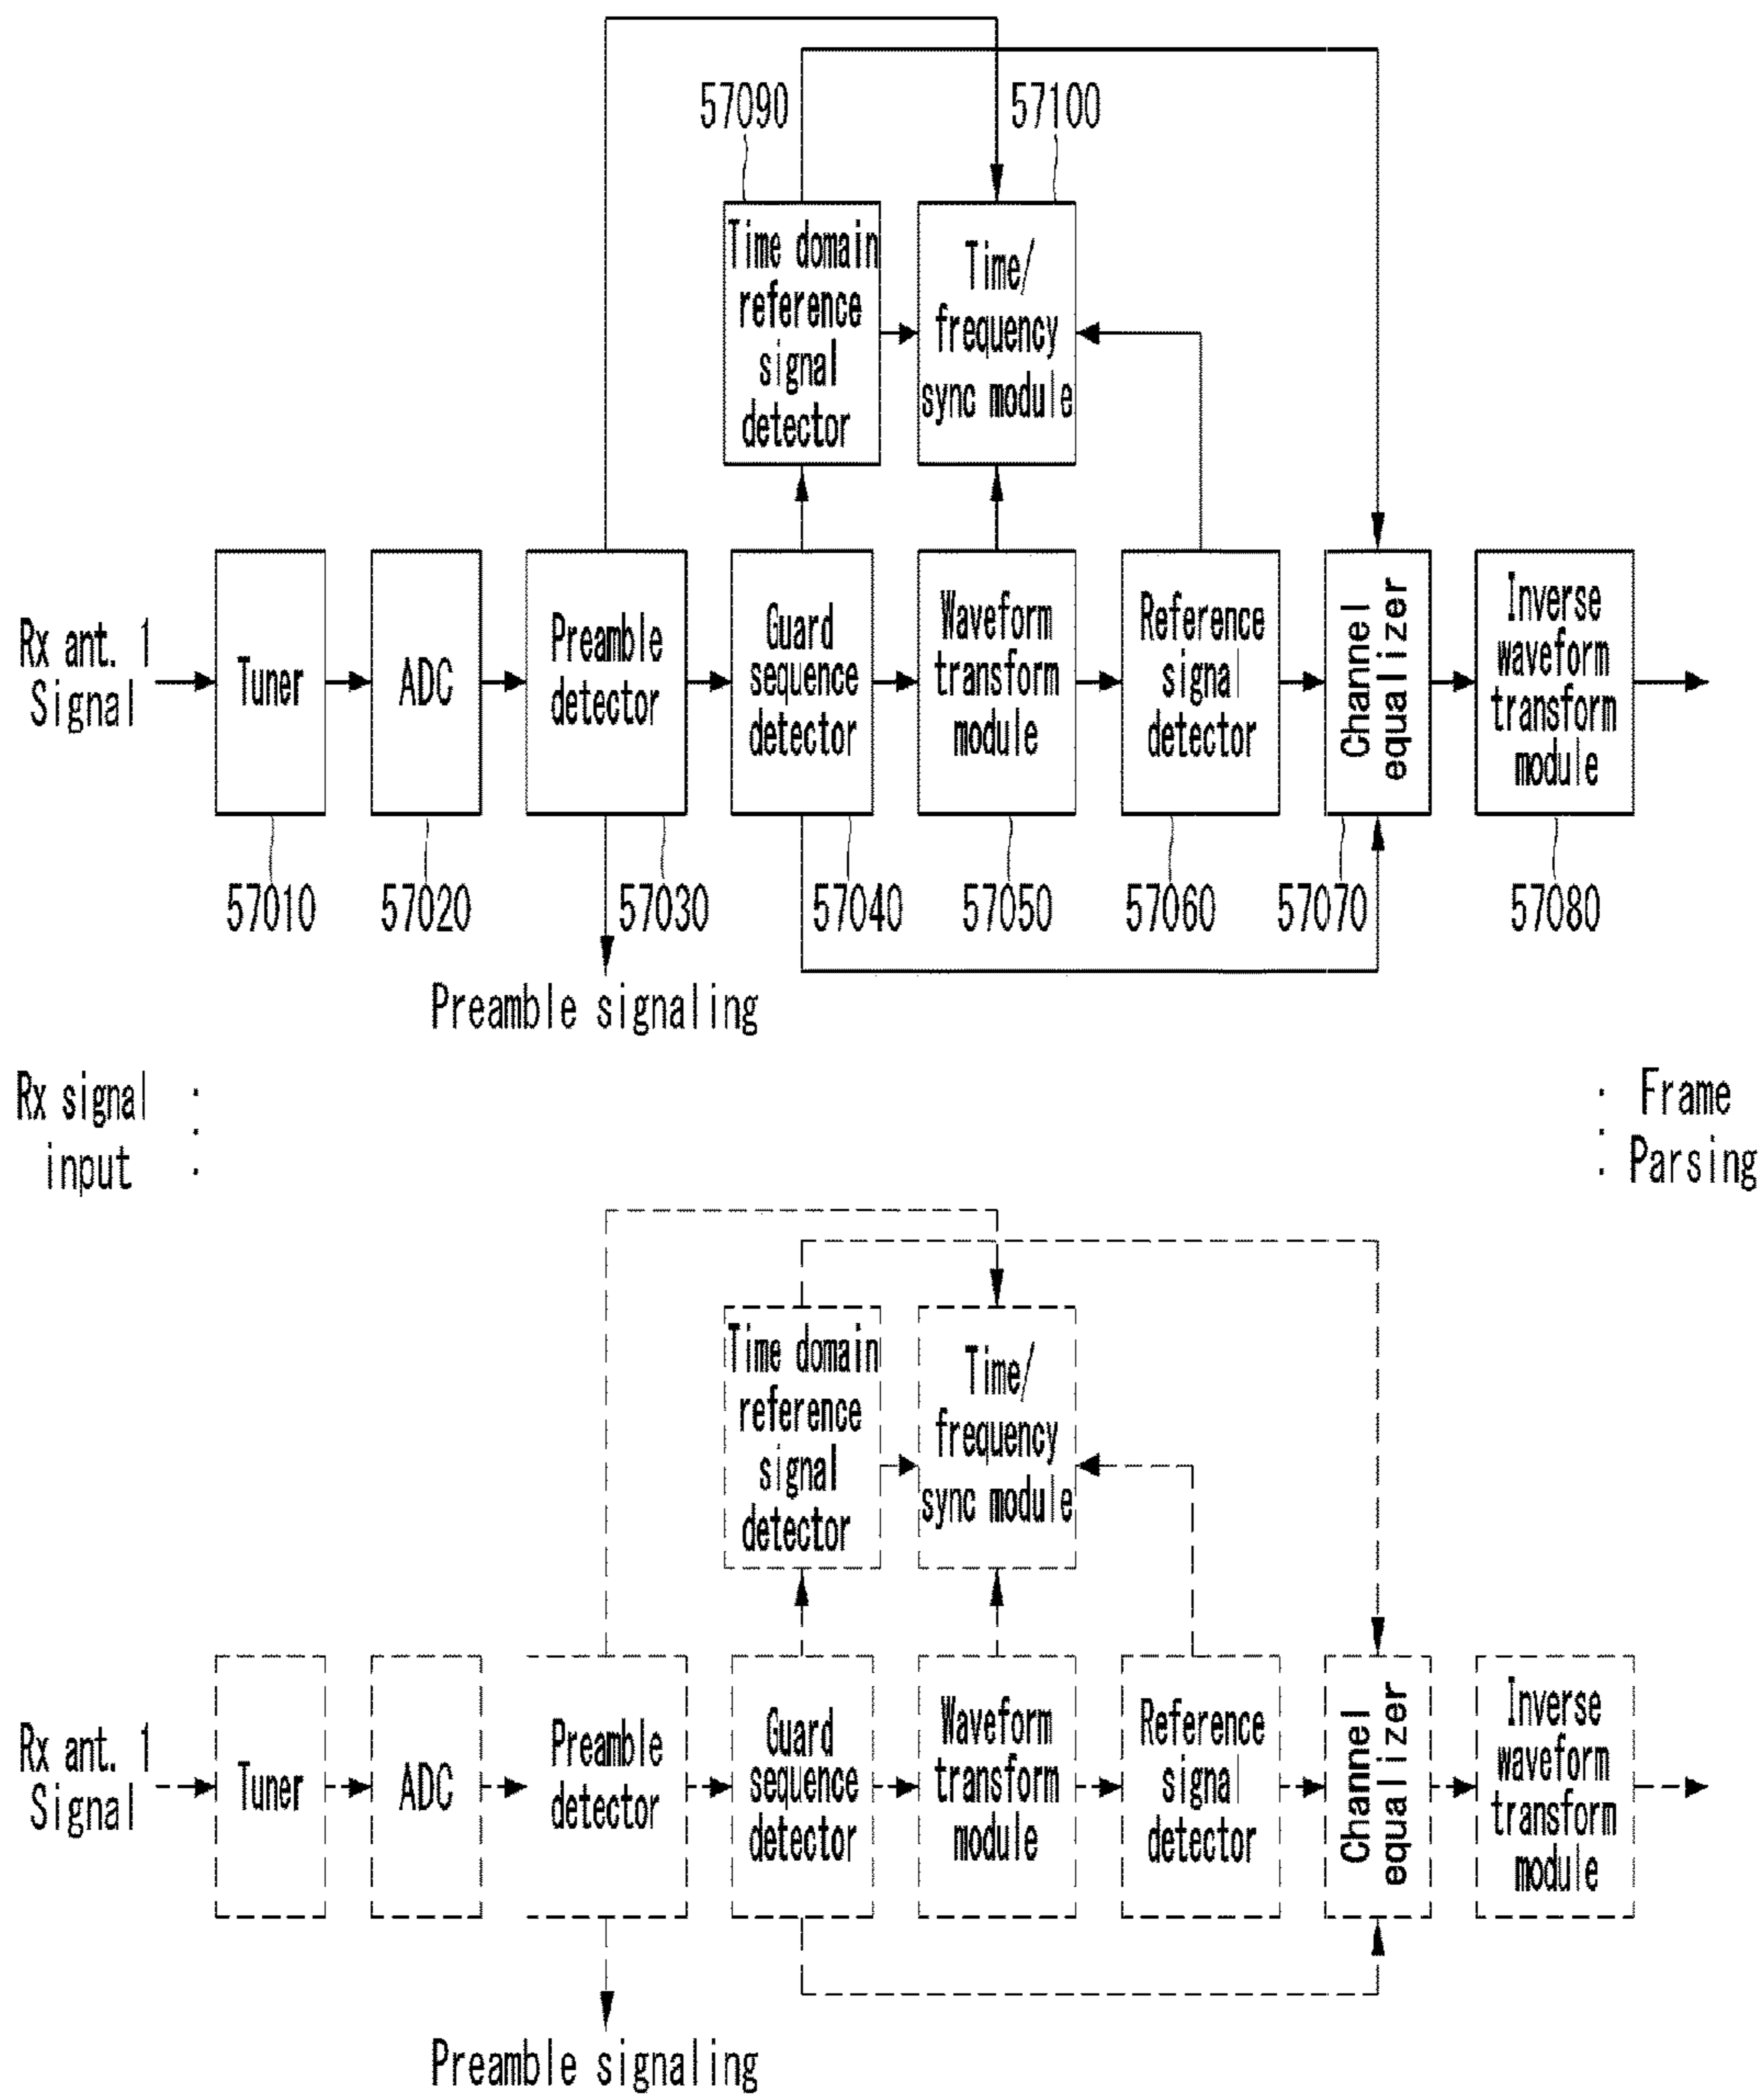 57090
57100
Time domain
reference
signal
detector
Time/
frequency
sync module
Rx ant. 1
Signal
Tuner
ADC
Preamble
detector
Guard
sequence
detector
Waveform
transform
module
Reference
signal
detector
Channel
equalizer
Inverse
waveform
transform
module
57010
57020
57030
57040
57050
57060
57070
57080
Preamble signaling
Rx signal
input
Frame
Parsing
Time domain
reference
signal
detector
Time/
frequency
sync module
Rx ant. 1
Signal
Tuner
ADC
Preamble
detector
Guard
sequence
detector
Waveform
transform
module
Reference
signal
detector
Channel
equalizer
Inverse
waveform
transform
module
Preamble signaling